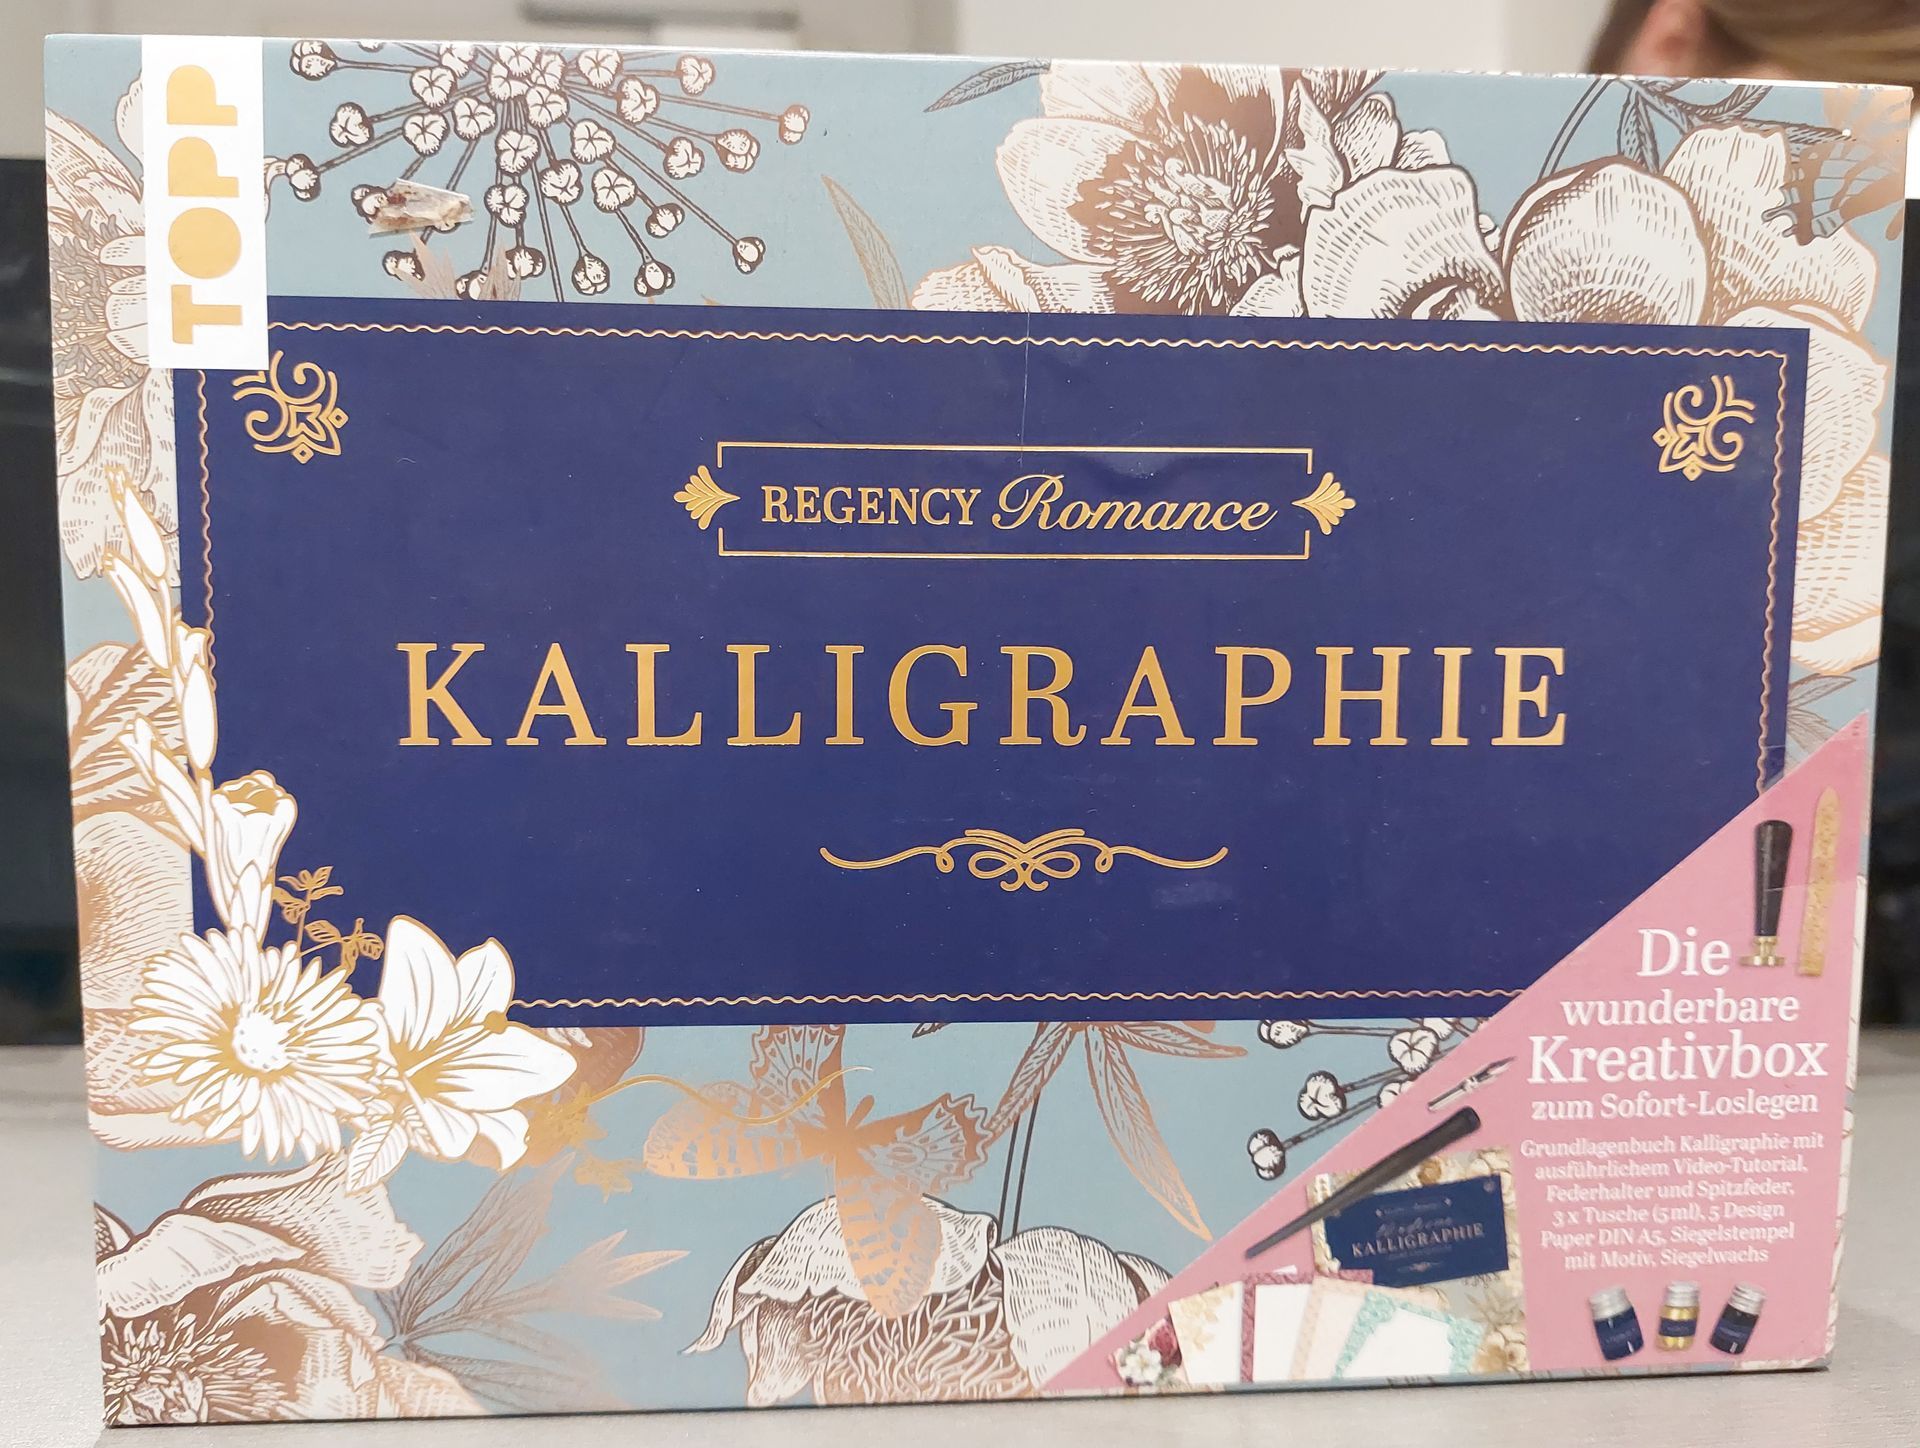 TOPP
REGENCY Romance
KALLIGRAPHIE
Die
wunderbare
Kreativbox
zum Sofort-Loslegen
Grundlagenbuch Kalligraphie mit
ausführlichem Video-Tutorial,
Federhalter und Spitzfeder,
3 x Tusche (5 ml), 5 Design
Paper DIN A5, Siegelstempel
mit Motiv, Siegelwachs
Moderne
KALLIGRAPHIE